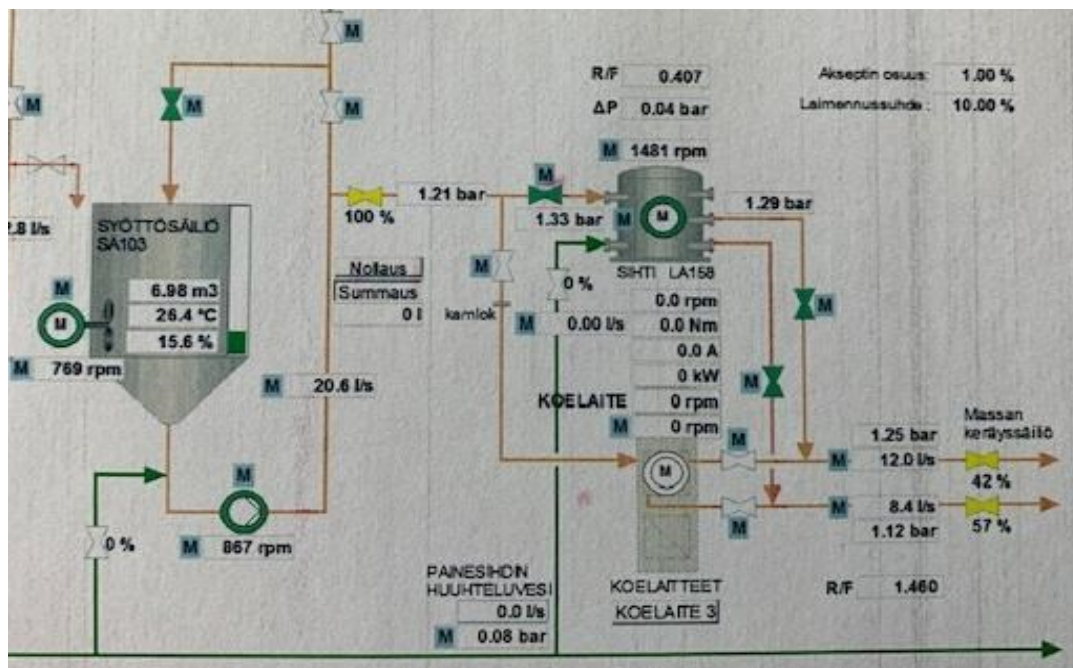 M
R/F 0.407
ΔP 0.04 bar
M 1481 rpm
Akseptin osuus: 1.00 %
Laimennussuhde : 10.00 %
M
M
M
M
1.21 bar
100 %
1.33 bar
M
M
1.29 bar
2.8 l/s
SYÖTTÖSÄILIÖ
SA103
M
Nollaus
Summaus
0 l
M
0 %
SIHTI LA158
6.98 m3
26.4 °C
15.6 %
M
M
kamlok
M 0.00 l/s
0.0 rpm
0.0 Nm
0.0 A
0 kW
KOELAITE 0 rpm
M 0 rpm
M
M
M 769 rpm
M 20.6 l/s
M
M
1.25 bar
M 12.0 l/s
Massan
keräyssäiliö
42 %
M
M
M 8.4 l/s
1.12 bar
57 %
0 %
M 867 rpm
PAINESIHDIN
HUUHTELUVESI
0.0 l/s
M 0.08 bar
KOELAITTEET
KOELAITE 3
R/F 1.460